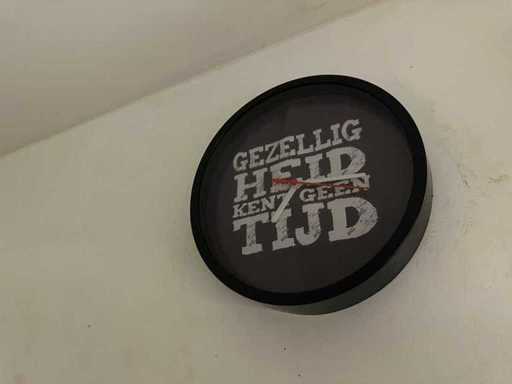 GEZELLIG
HEID
KENT GEEN
TIJD